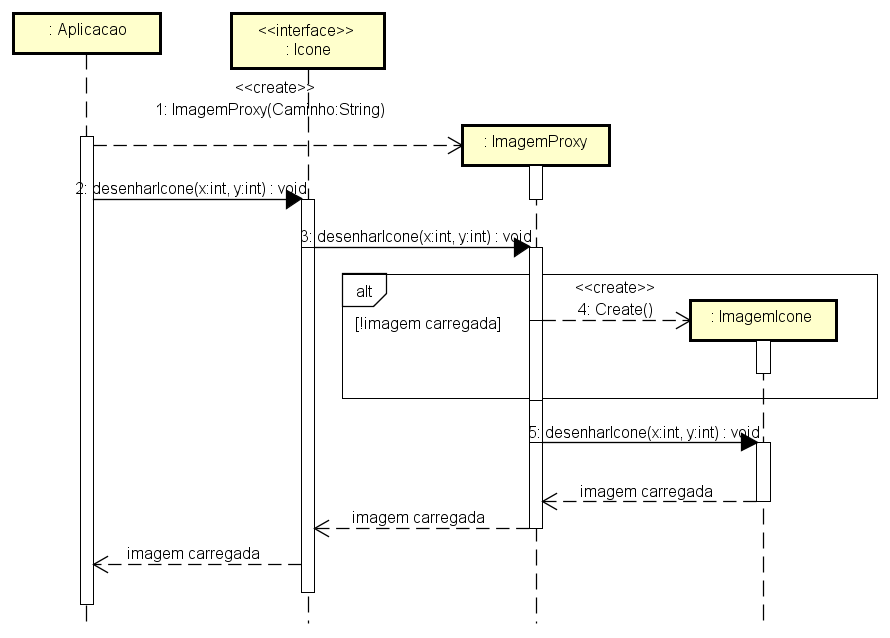 : Aplicacao
<<interface>>
: Icone
<<create>>
1: ImagemProxy(Caminho:String)
: ImagemProxy
2: desenharIcone(x:int, y:int) : void
3: desenharIcone(x:int, y:int) : void
alt
[!imagem carregada]
<<create>>
4: Create()
: ImagemIcone
5: desenharIcone(x:int, y:int) : void
imagem carregada
imagem carregada
imagem carregada